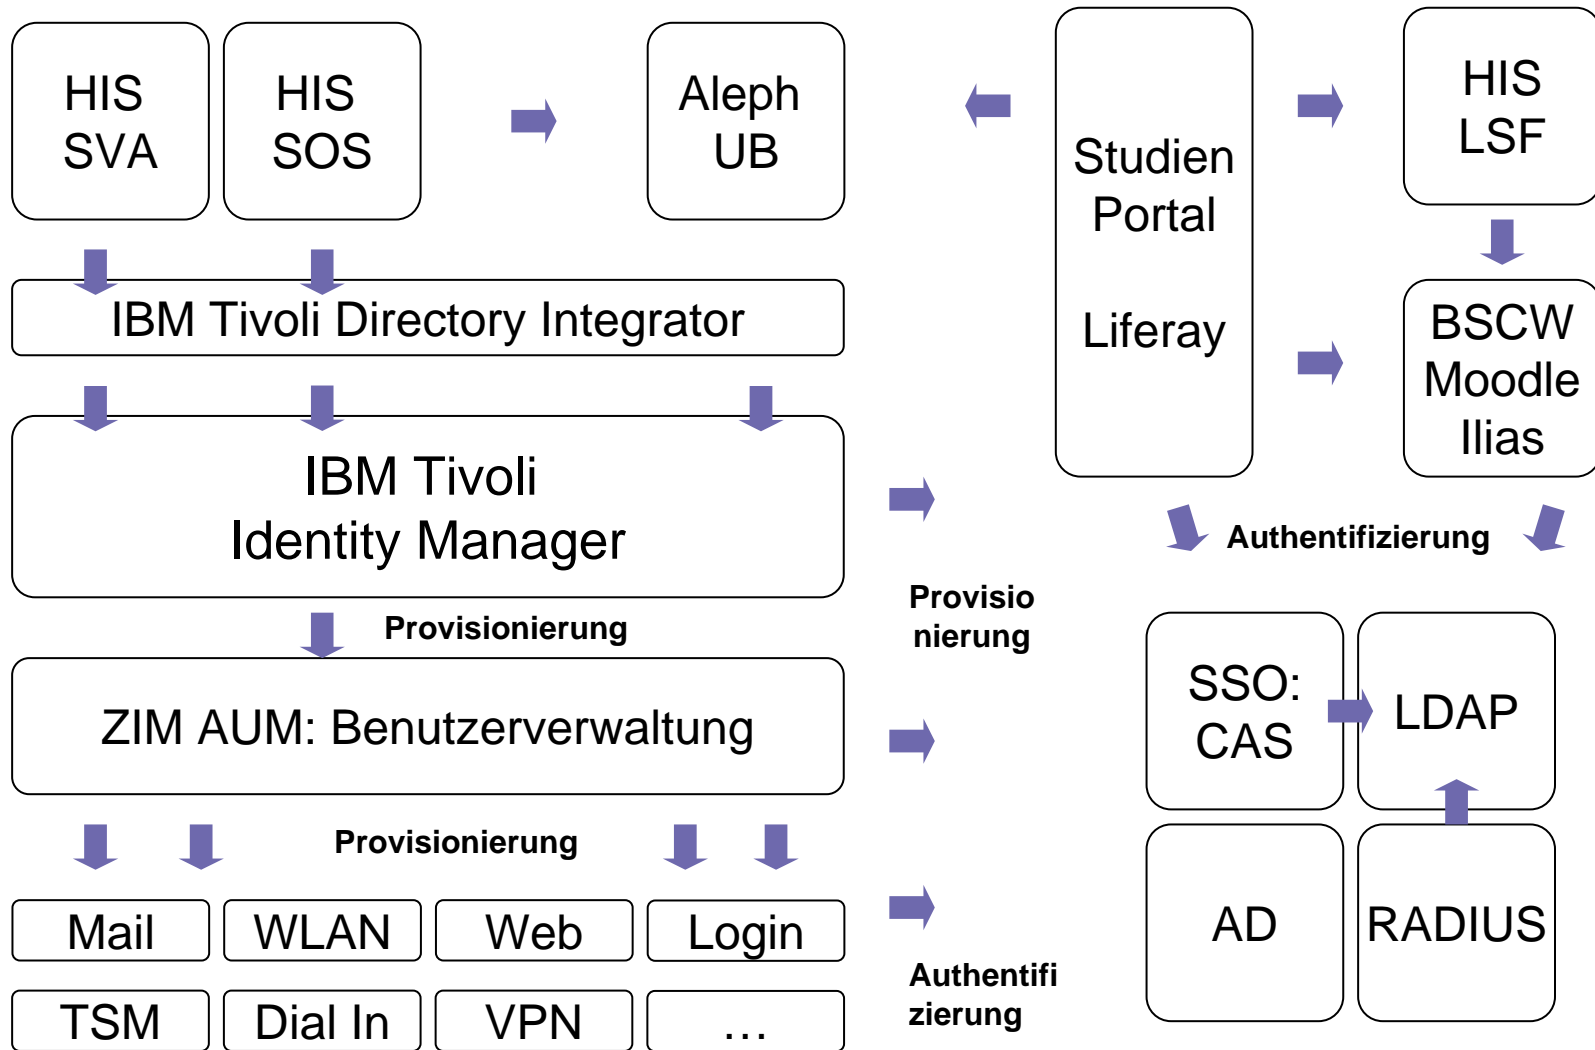 HIS
SVA
HIS
SOS
Aleph
UB
Studien
Portal
Liferay
HIS
LSF
IBM Tivoli Directory Integrator
BSCW
Moodle
Ilias
IBM Tivoli
Identity Manager
Authentifizierung
Provisio
nierung
Provisionierung
ZIM AUM: Benutzerverwaltung
SSO:
CAS
LDAP
Provisionierung
Mail
WLAN
Web
Login
AD
RADIUS
Authentifi
zierung
TSM
Dial In
VPN
…